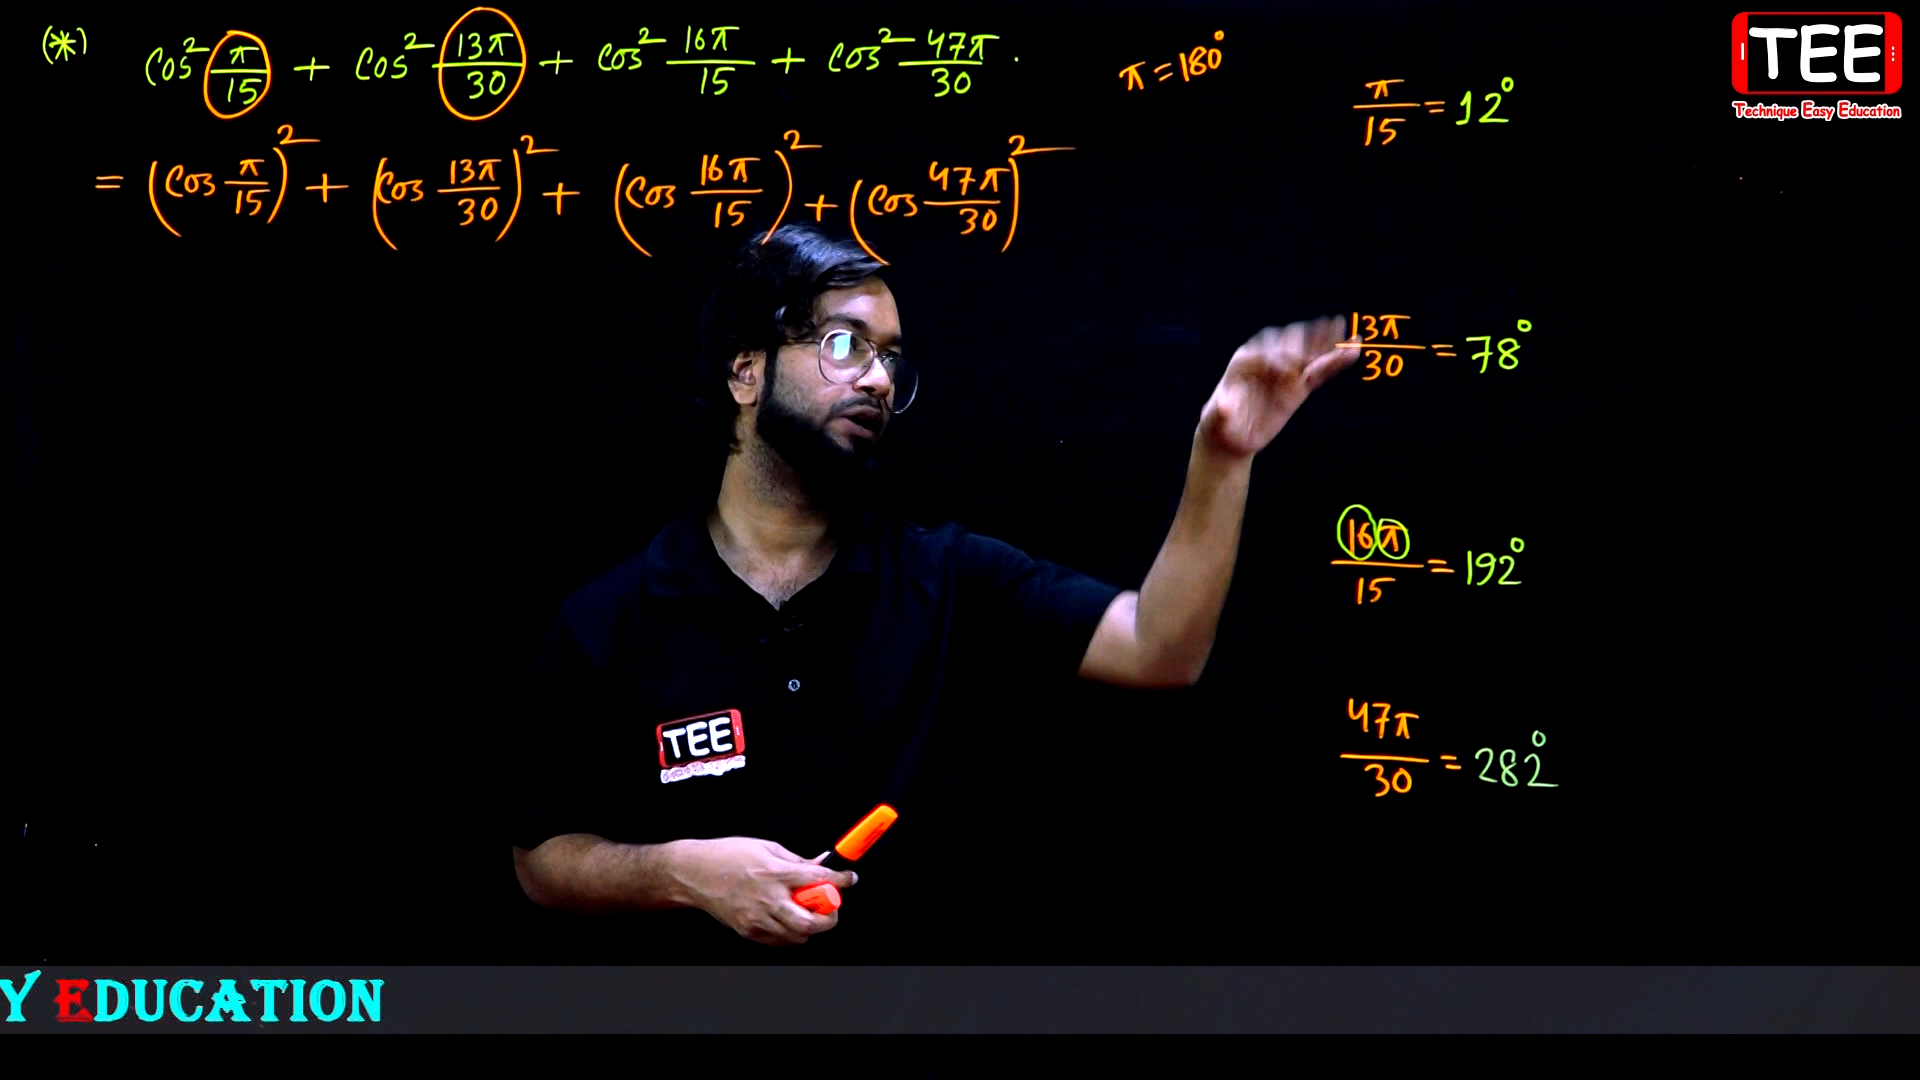 (*) cos² π/15 + cos² 13π/30 + cos² 16π/15 + cos² 47π/30 .
π = 180°
= (cos π/15)² + (cos 13π/30)² + (cos 16π/15)² + (cos 47π/30)²
π/15 = 12°
13π/30 = 78°
16π/15 = 192°
47π/30 = 282°
TEE
Technique Easy Education
TEE
Y EDUCATION